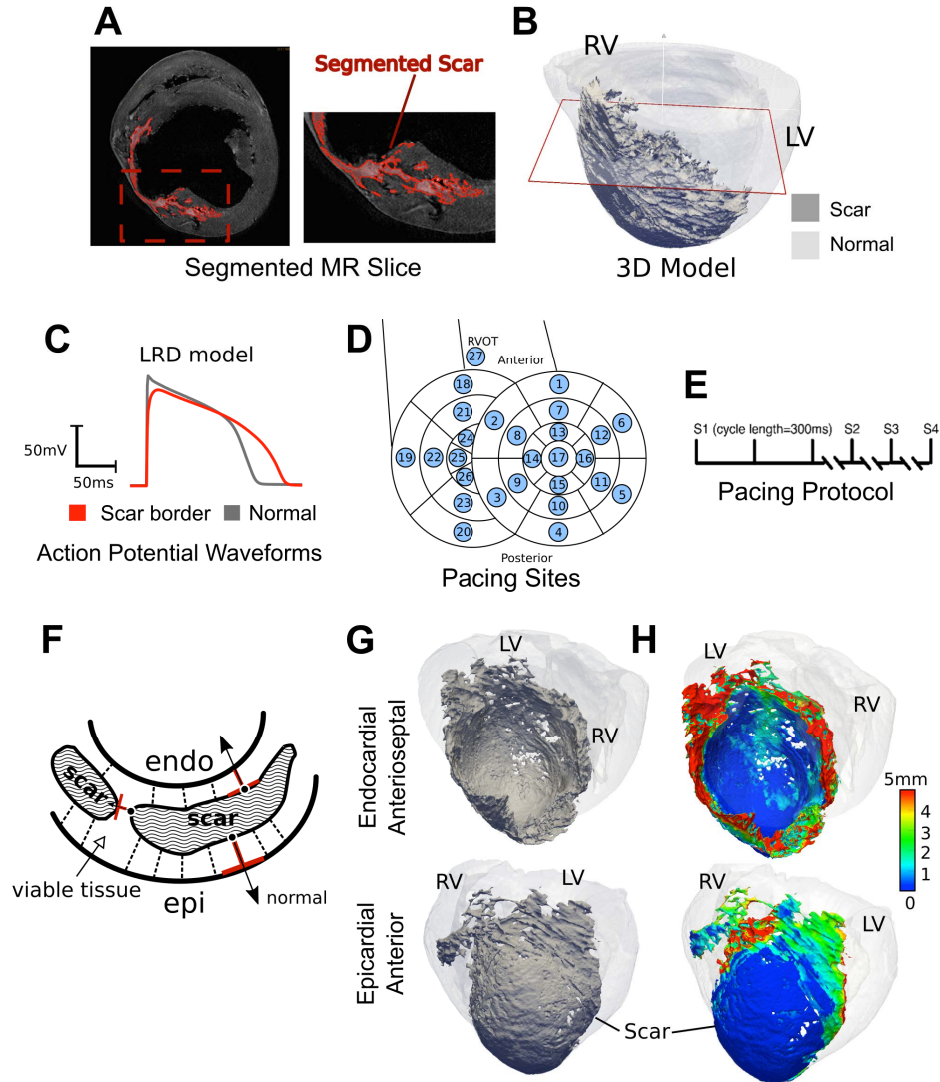 A
Segmented Scar
Segmented MR Slice
B
RV
LV
Scar
Normal
3D Model
C
LRD model
50mV
50ms
Scar border
Normal
Action Potential Waveforms
D
RVOT
27
Anterior
18
1
21
2
7
6
24
8
13
12
19
22
25
14
17
16
26
9
15
11
23
3
10
5
20
4
Posterior
Pacing Sites
E
S1 (cycle length=300ms)
S2
S3
S4
Pacing Protocol
F
endo
scar
scar
viable tissue
epi
normal
G
LV
RV
Endocardial
Anterioseptal
H
LV
RV
5mm
4
3
2
1
0
Epicardial
Anterior
RV
LV
RV
LV
Scar